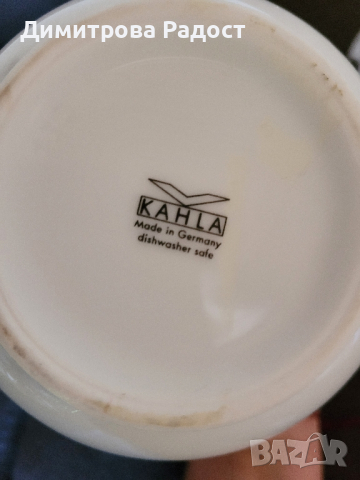 Димитрова Радост
KAHLA
Made in Germany
dishwasher safe
BAZAR